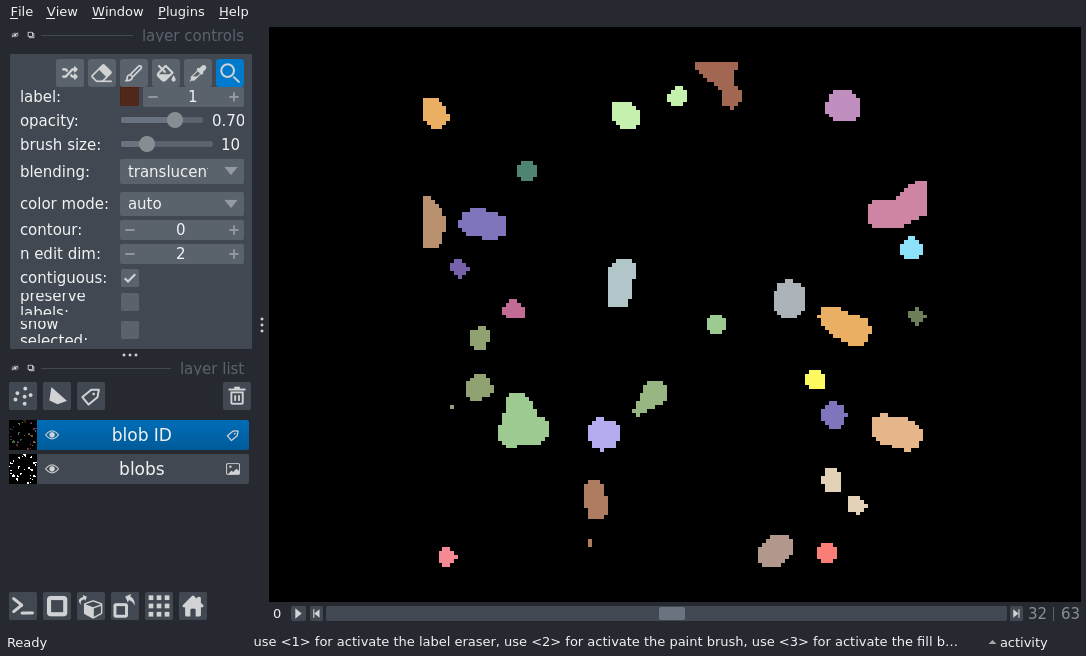 File View Window Plugins Help
layer controls
label: 1
opacity: 0.70
brush size: 10
blending: translucen
color mode: auto
contour: 0
n edit dim: 2
contiguous:
preserve
labels:
show
selected:
layer list
blob ID
blobs
0 32 | 63
Ready use <1> for activate the label eraser, use <2> for activate the paint brush, use <3> for activate the fill b... activity